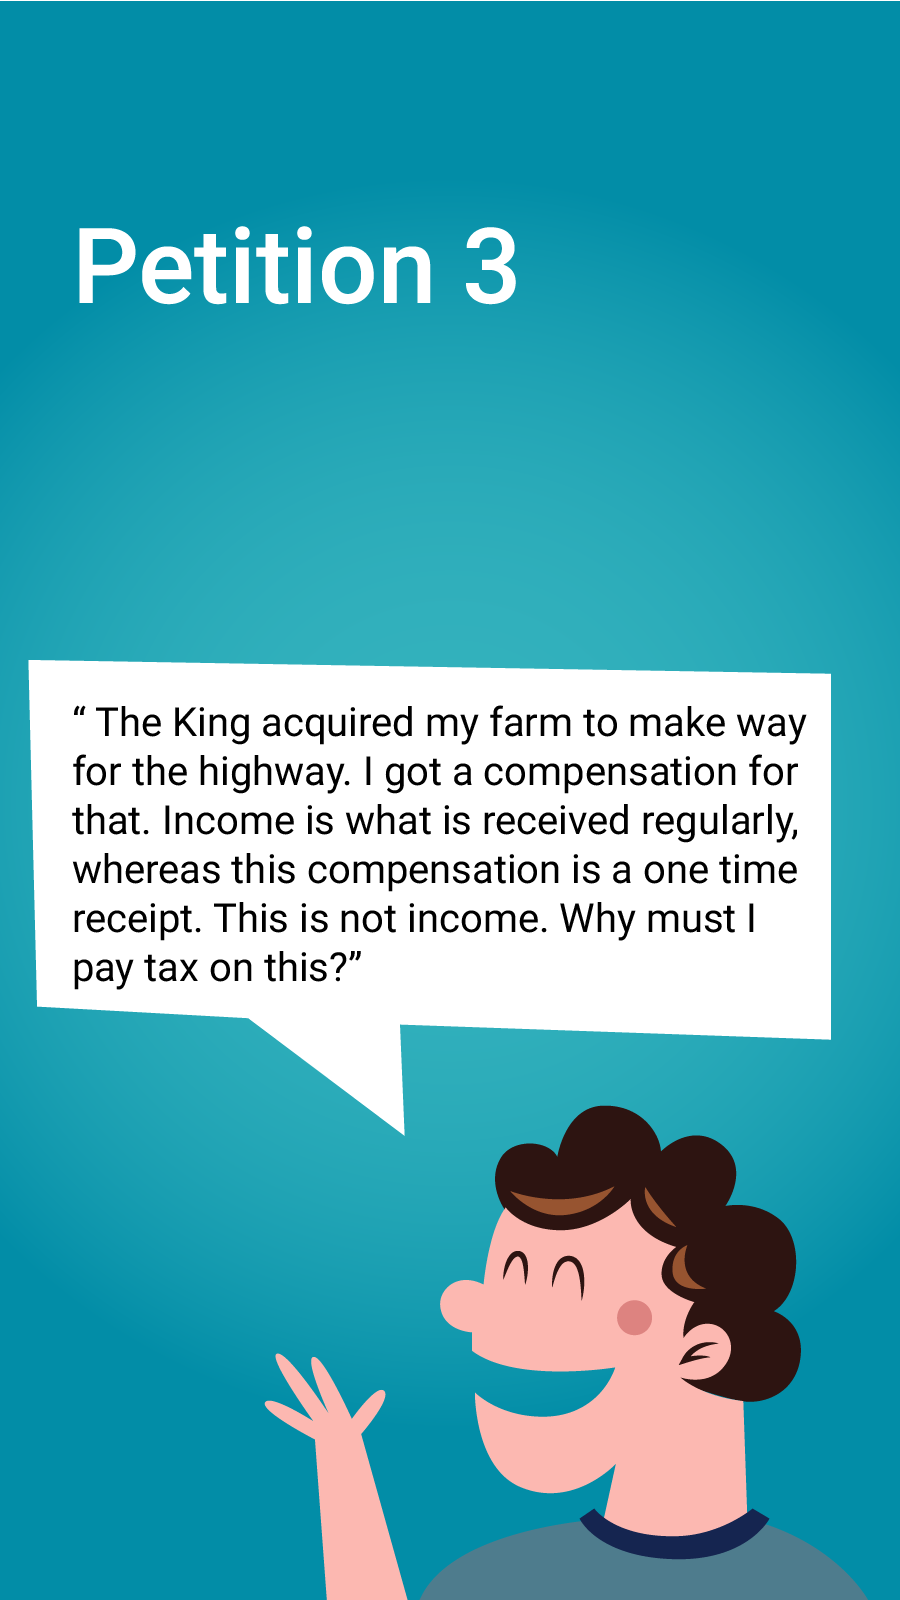 Petition 3
“ The King acquired my farm to make way
for the highway. I got a compensation for
that. Income is what is received regularly,
whereas this compensation is a one time
receipt. This is not income. Why must I
pay tax on this?”